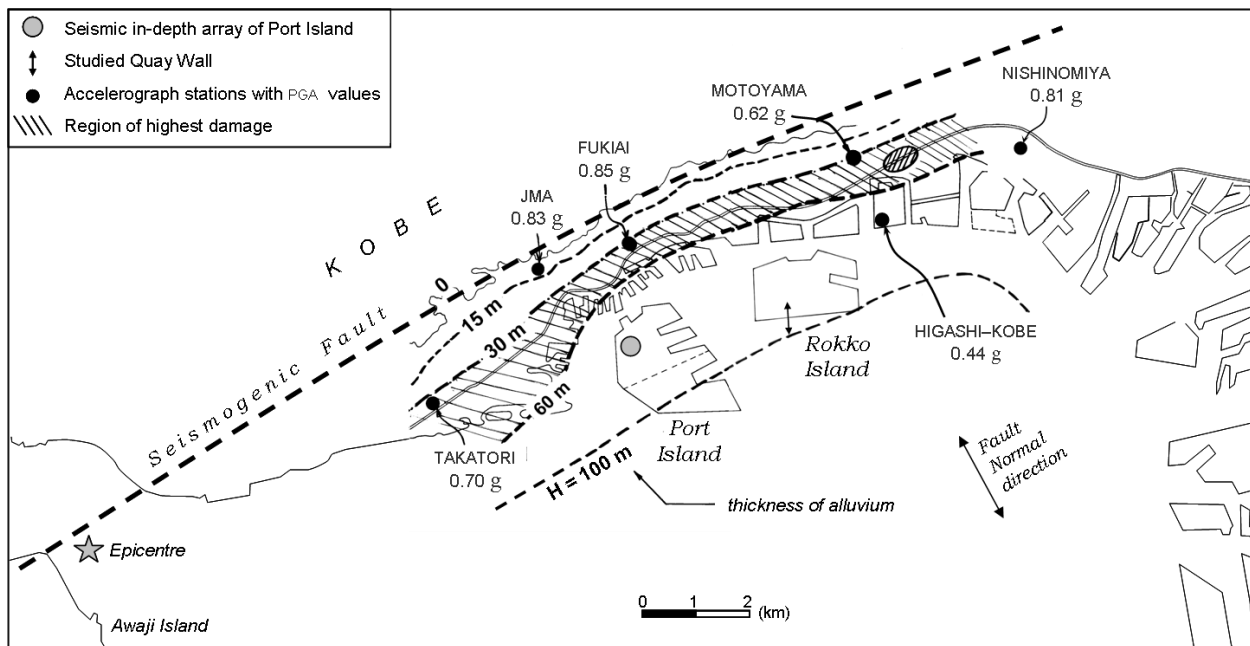 Seismic in-depth array of Port Island
Studied Quay Wall
Accelerograph stations with PGA values
Region of highest damage
NISHINOMIYA
0.81 g
MOTOYAMA
0.62 g
FUKIAI
0.85 g
JMA
0.83 g
KOBE
0
Seismogenic Fault
15 m
30 m
60 m
HIGASHI–KOBE
0.44 g
Rokko
Island
Port
Island
TAKATORI
0.70 g
H = 100 m
thickness of alluvium
Fault
Normal
direction
Epicentre
Awaji Island
0 1 2
(km)